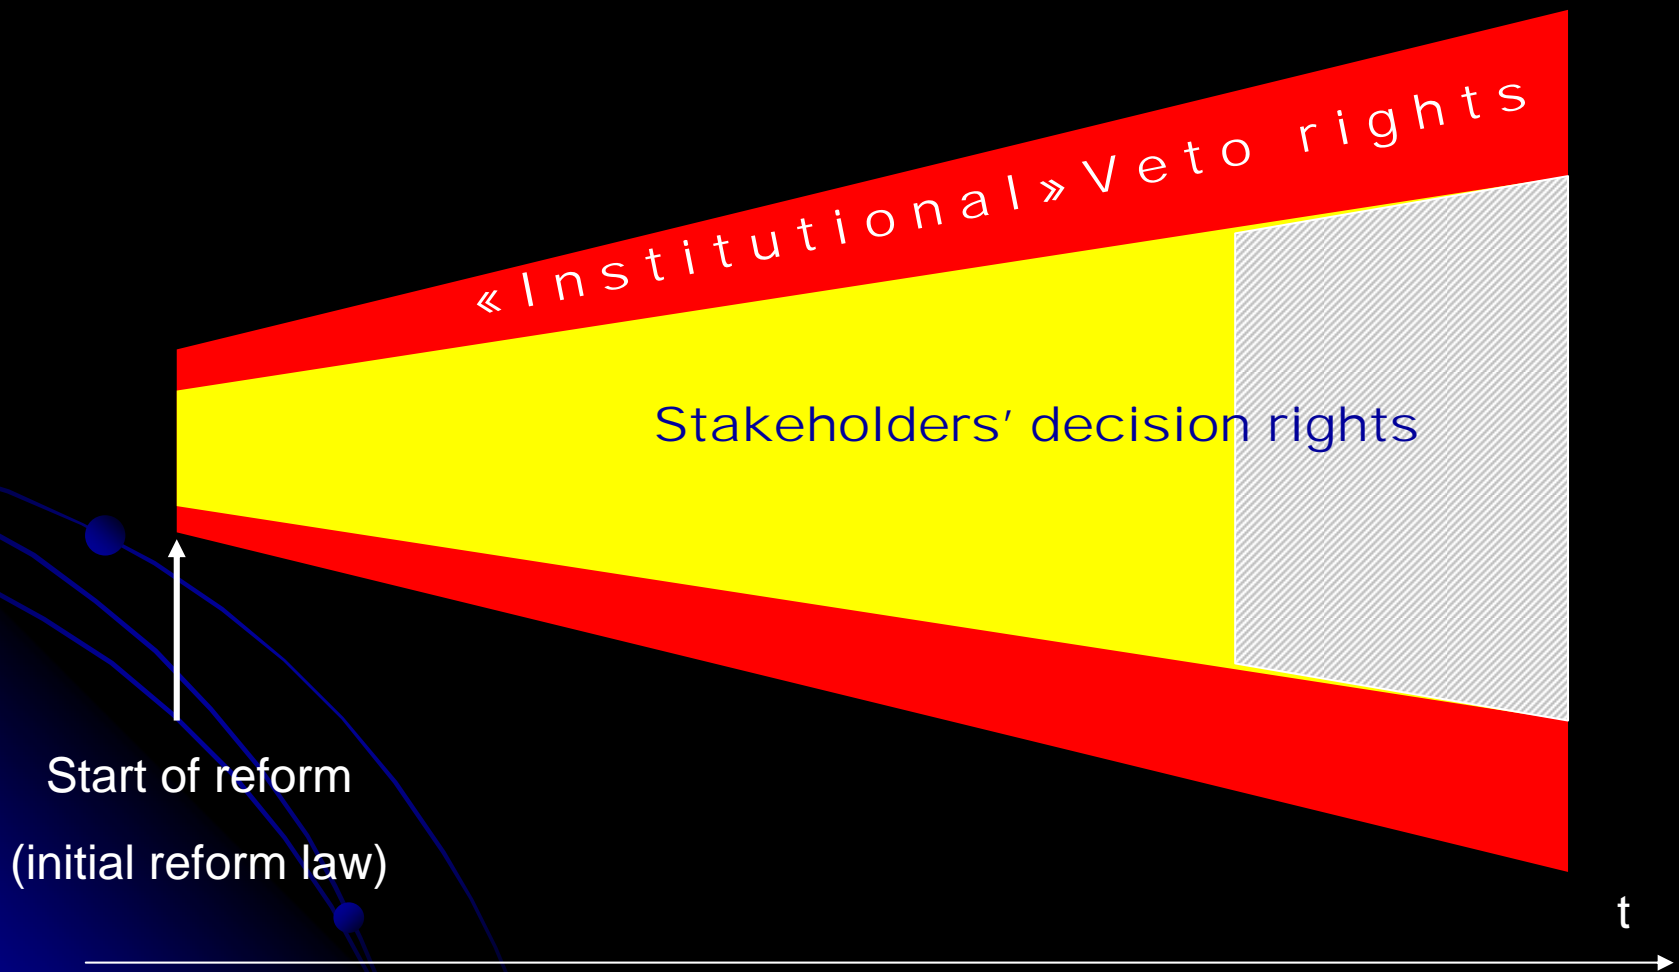 «Institutional»Veto rights
Stakeholders’ decision rights
Start of reform
(initial reform law)
t